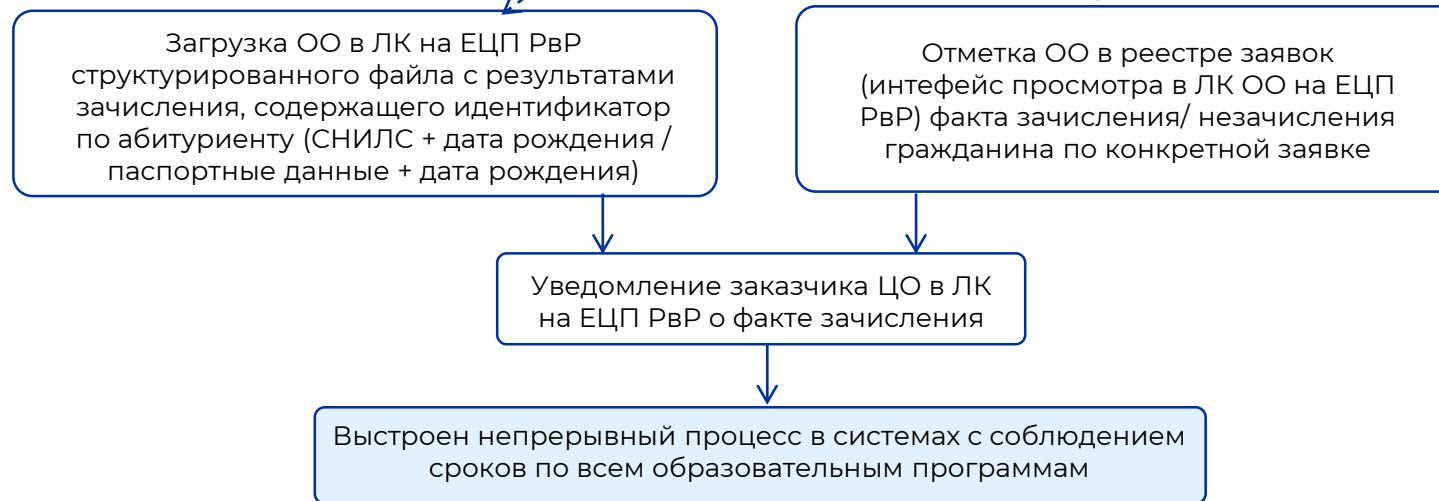 Загрузка ОО в ЛК на ЕЦП РвР
структурированного файла с результатами
зачисления, содержащего идентификатор
по абитуриенту (СНИЛС + дата рождения /
паспортные данные + дата рождения)
Отметка ОО в реестре заявок
(интефейс просмотра в ЛК ОО на ЕЦП
РвР) факта зачисления/ незачисления
гражданина по конкретной заявке
Уведомление заказчика ЦО в ЛК
на ЕЦП РвР о факте зачисления
Выстроен непрерывный процесс в системах с соблюдением
сроков по всем образовательным программам